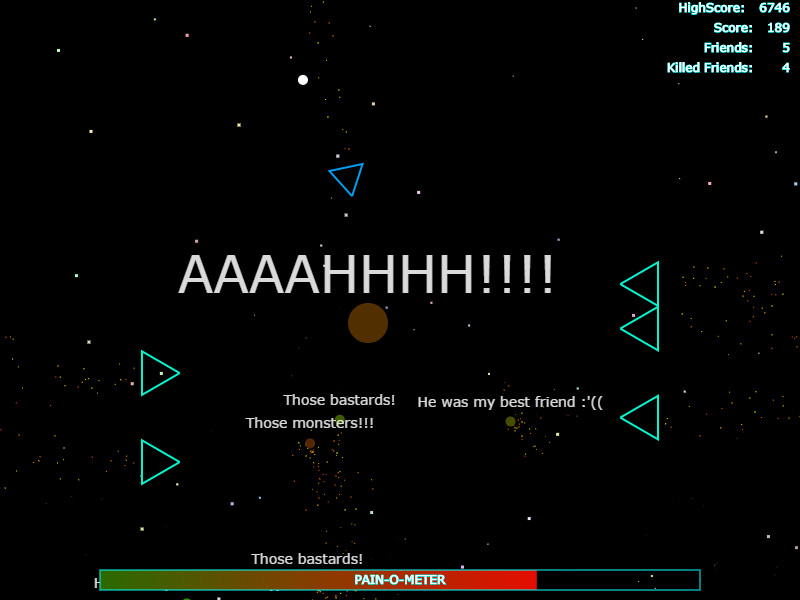 HighScore: 6746
Score: 189
Friends: 5
Killed Friends: 4
AAAAHHHH!!!!
Those bastards!
He was my best friend :'((
Those monsters!!!
Those bastards!
PAIN-O-METER